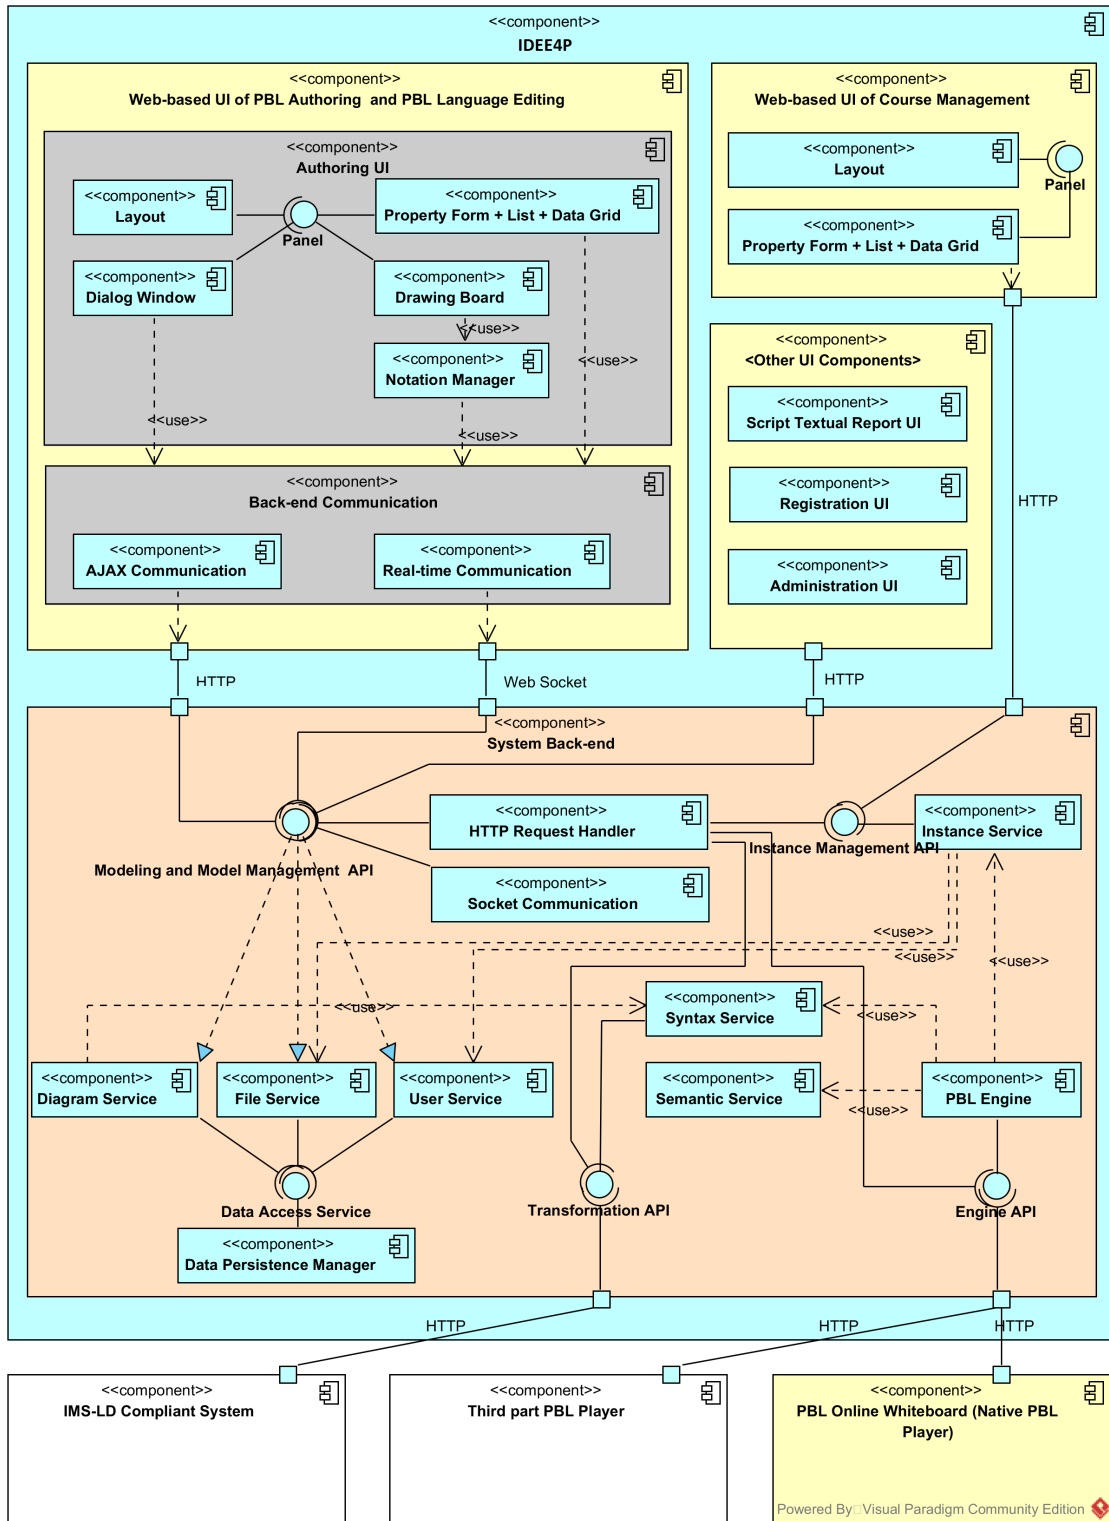 <<component>>
IDEE4P
<<component>>
Web-based UI of PBL Authoring  and PBL Language Editing
<<component>>
Authoring UI
<<component>>
Layout
Panel
<<component>>
Property Form + List + Data Grid
<<component>>
Dialog Window
<<component>>
Drawing Board
<<use>>
<<component>>
Notation Manager
<<use>>
<<use>>
<<use>>
<<component>>
Back-end Communication
<<component>>
AJAX Communication
<<component>>
Real-time Communication
<<component>>
Web-based UI of Course Management
<<component>>
Layout
Panel
<<component>>
Property Form + List + Data Grid
<<component>>
<Other UI Components>
<<component>>
Script Textual Report UI
<<component>>
Registration UI
<<component>>
Administration UI
HTTP
HTTP
Web Socket
HTTP
<<component>>
System Back-end
<<component>>
HTTP Request Handler
<<component>>
Instance Service
Instance Management API
Modeling and Model Management  API
<<component>>
Socket Communication
<<use>>
<<use>>
<<use>>
<<use>>
<<component>>
Syntax Service
<<use>>
<<component>>
Diagram Service
<<component>>
File Service
<<component>>
User Service
<<component>>
Semantic Service
<<use>>
<<component>>
PBL Engine
Data Access Service
Transformation API
Engine API
<<component>>
Data Persistence Manager
HTTP
HTTP
HTTP
<<component>>
IMS-LD Compliant System
<<component>>
Third part PBL Player
<<component>>
PBL Online Whiteboard (Native PBL
Player)
Powered By Visual Paradigm Community Edition